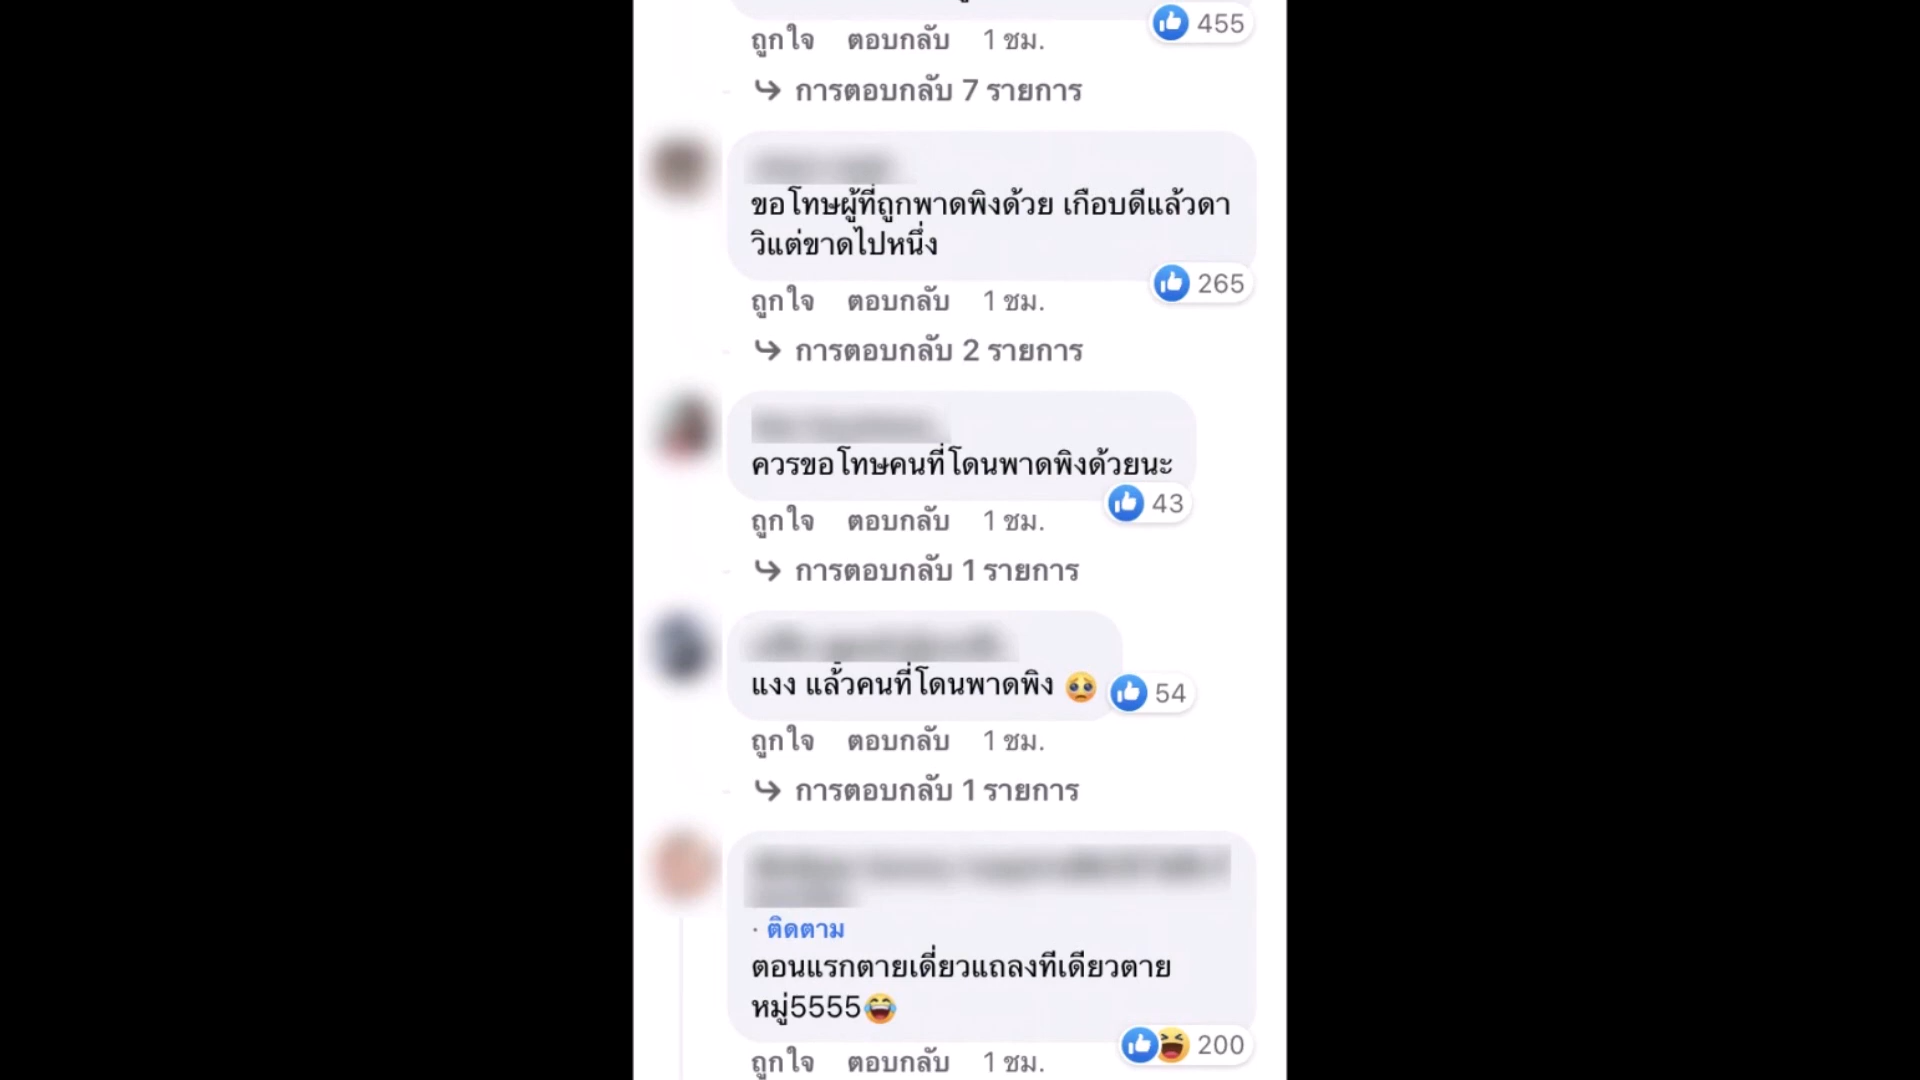 455
ถูกใจ ตอบกลับ 1 ชม.
การตอบกลับ 7 รายการ
ขอโทษผู้ที่ถูกพาดพิงด้วย เกือบดีแล้วดา
วิแต่ขาดไปหนึ่ง
265
ถูกใจ ตอบกลับ 1 ชม.
การตอบกลับ 2 รายการ
ควรขอโทษคนที่โดนพาดพิงด้วยนะ
43
ถูกใจ ตอบกลับ 1 ชม.
การตอบกลับ 1 รายการ
แงง แล้วคนที่โดนพาดพิง 🥺 54
ถูกใจ ตอบกลับ 1 ชม.
การตอบกลับ 1 รายการ
· ติดตาม
ตอนแรกตายเดี่ยวแถลงทีเดียวตาย
หมู่5555😂
200
ถูกใจ ตอบกลับ 1 ชม.